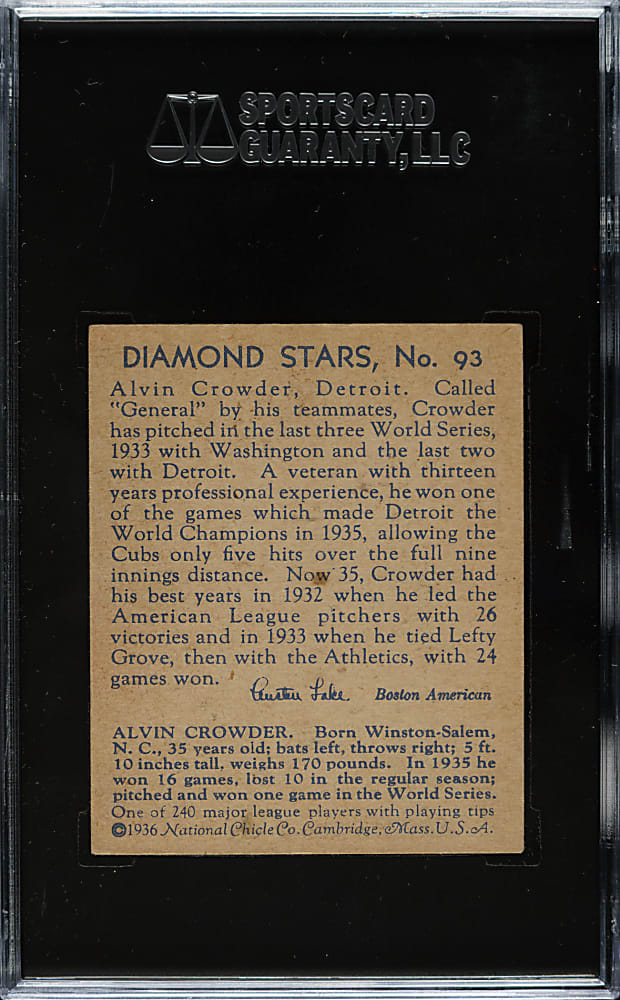 SPORTSCARD
GUARANTY, LLC
DIAMOND STARS, No. 93
Alvin Crowder, Detroit. Called
"General" by his teammates, Crowder
has pitched in the last three World Series,
1933 with Washington and the last two
with Detroit. A veteran with thirteen
years professional experience, he won one
of the games which made Detroit the
World Champions in 1935, allowing the
Cubs only five hits over the full nine
innings distance. Now 35, Crowder had
his best years in 1932 when he led the
American League pitchers with 26
victories and in 1933 when he tied Lefty
Grove, then with the Athletics, with 24
games won.
Austen Lake Boston American
ALVIN CROWDER. Born Winston-Salem,
N. C., 35 years old; bats left, throws right; 5 ft.
10 inches tall, weighs 170 pounds. In 1935 he
won 16 games, lost 10 in the regular season;
pitched and won one game in the World Series.
One of 240 major league players with playing tips
©1936 National Chicle Co. Cambridge, Mass. U.S.A.